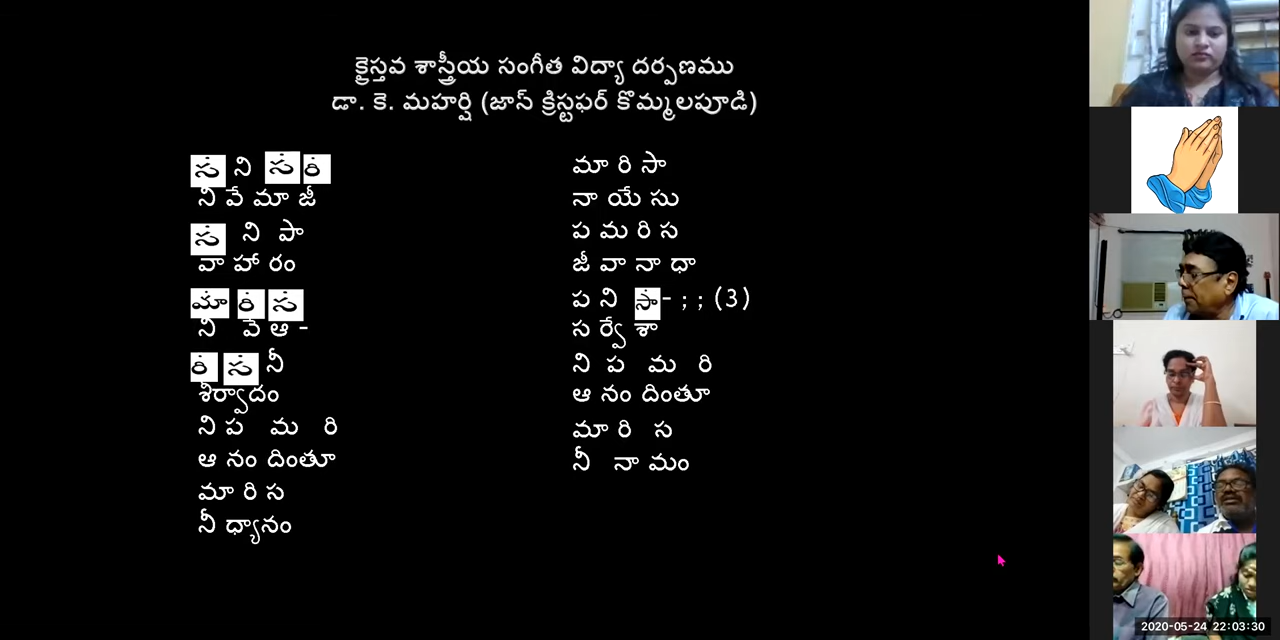 క్రైస్తవ శాస్త్రీయ సంగీత విద్యా దర్పణము
డా. కె. మహర్షి (జాస్ క్రిస్టఫర్ కొమ్మలపూడి)
స̇ ని స̇ రి̇
నీ వే మా జీ
స̇ ని పా
వా హా రం
మా̇ రి̇ స̇
నీ వే ఆ -
రి̇ స̇ నీ
శీర్వాదం
ని ప మ రి
ఆ నం దింతూ
మా రి స
నీ ధ్యానం
మా రి సా
నా యే సు
ప మ రి స
జీ వా నా ధా
ప ని సా̇ - ; ; (3)
స ర్వే శా
ని ప మ రి
ఆ నం దింతూ
మా రి స
నీ నా మం
2020-05-24 22:03:30